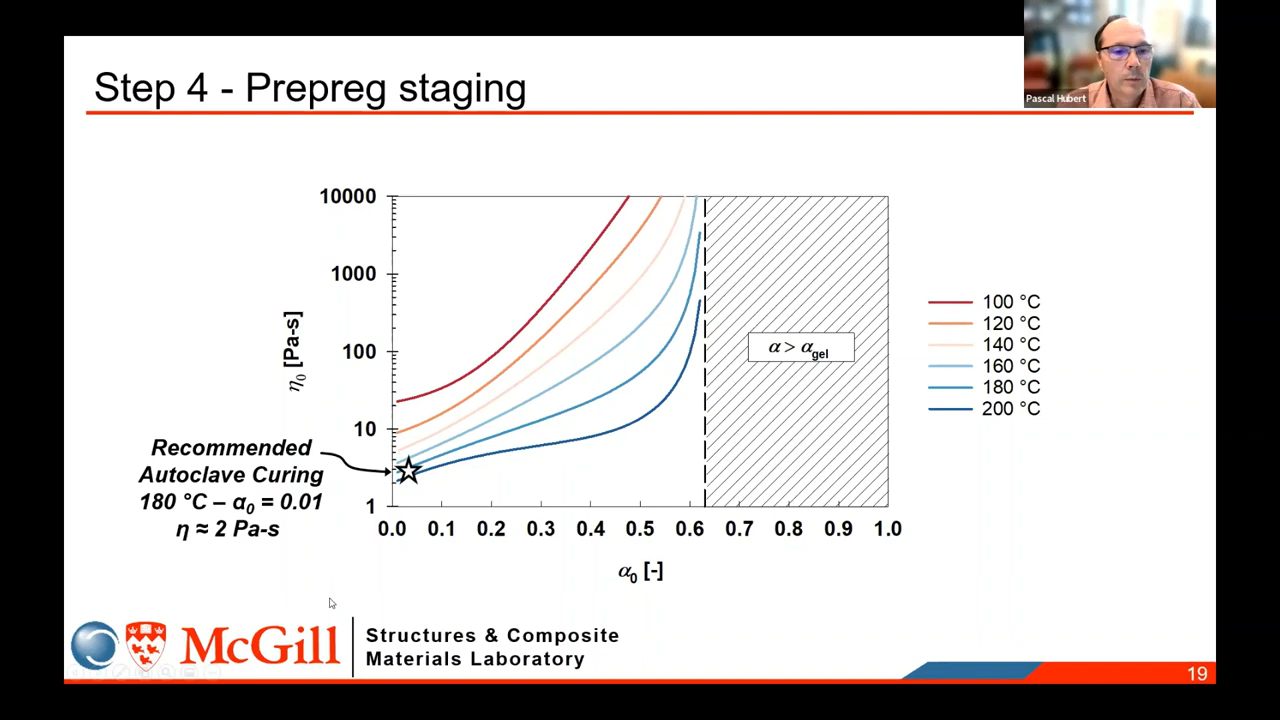 Step 4 - Prepreg staging
Pascal Hubert
10000
1000
100
10
1
η₀ [Pa-s]
0.0 0.1 0.2 0.3 0.4 0.5 0.6 0.7 0.8 0.9 1.0
α₀ [-]
α > α gel
100 °C
120 °C
140 °C
160 °C
180 °C
200 °C
Recommended
Autoclave Curing
180 °C – α₀ = 0.01
η ≈ 2 Pa-s
McGill
Structures & Composite
Materials Laboratory
19